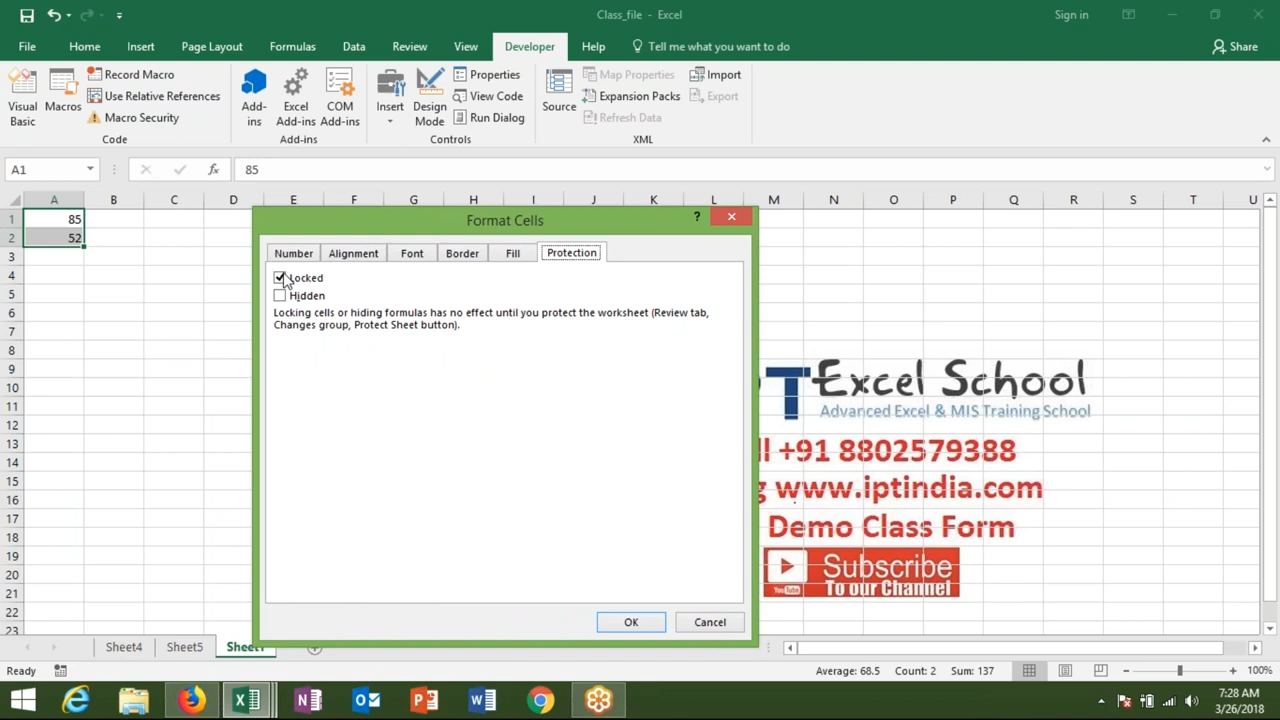 Class_file - Excel
Sign in
File Home Insert Page Layout Formulas Data Review View Developer Help Tell me what you want to do Share
Visual Basic
Macros
Record Macro
Use Relative References
Macro Security
Code
Add-ins
Excel Add-ins
COM Add-ins
Add-ins
Insert
Design Mode
Properties
View Code
Run Dialog
Controls
Source
Map Properties
Expansion Packs
Refresh Data
Import
Export
XML
A1 fx 85
A B C D E F G H I J K L M N O P Q R S T U
1 85
2 52
3
4
5
6
7
8
9
10
11
12
13
14
15
16
17
18
19
20
21
22
23
Format Cells
?
Number Alignment Font Border Fill Protection
Locked
Hidden
Locking cells or hiding formulas has no effect until you protect the worksheet (Review tab,
Changes group, Protect Sheet button).
OK Cancel
T Excel School
Advanced Excel & MIS Training School
+91 8802579388
www.iptindia.com
Demo Class Form
Subscribe
YouTube To our Channel
Sheet4 Sheet5 Sheet1
Ready Average: 68.5 Count: 2 Sum: 137 100%
7:28 AM
3/26/2018